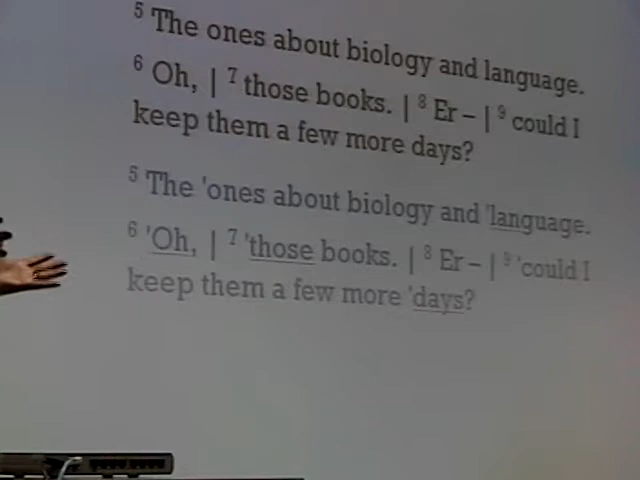 ⁵ The ones about biology and language.
⁶ Oh, | ⁷ those books. | ⁸ Er – | ⁹ could I
keep them a few more days?
⁵ The 'ones about biology and 'language.
⁶ 'Oh, | ⁷ 'those books. | ⁸ Er – | ⁹ 'could I
keep them a few more 'days?